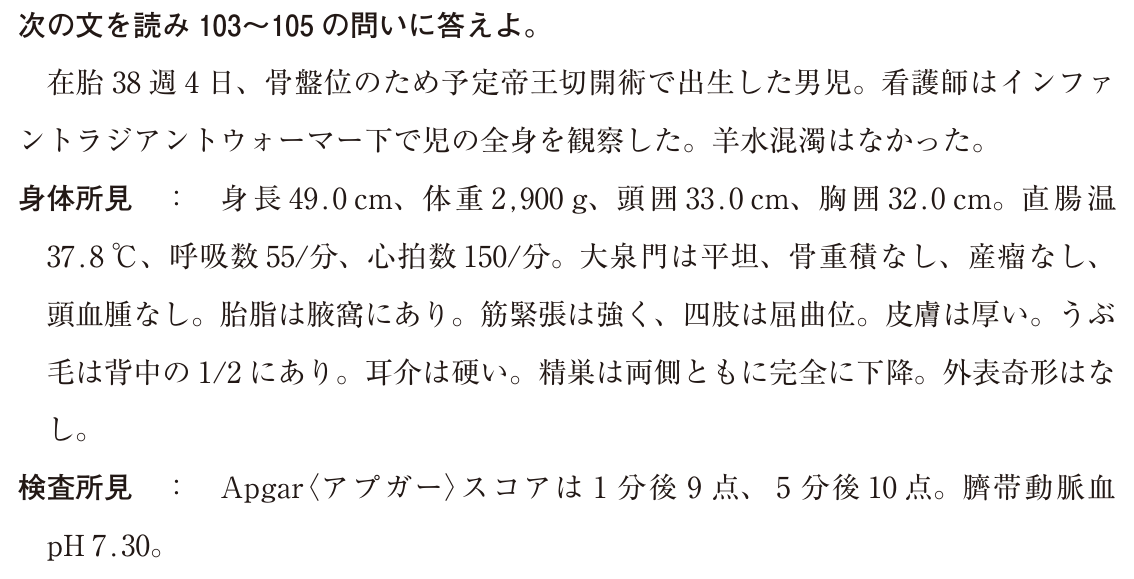 次の文を読み 103〜105 の問いに答えよ。
在胎 38 週 4 日、骨盤位のため予定帝王切開術で出生した男児。看護師はインファ
ントラジアントウォーマー下で児の全身を観察した。羊水混濁はなかった。
身体所見 : 身長 49.0 cm、体重 2,900 g、頭囲 33.0 cm、胸囲 32.0 cm。直腸温
37.8 ℃、呼吸数 55/分、心拍数 150/分。大泉門は平坦、骨重積なし、産瘤なし、
頭血腫なし。胎脂は腋窩にあり。筋緊張は強く、四肢は屈曲位。皮膚は厚い。うぶ
毛は背中の 1/2 にあり。耳介は硬い。精巣は両側ともに完全に下降。外表奇形はな
し。
検査所見 : Apgar〈アプガー〉スコアは 1 分後 9 点、5 分後 10 点。臍帯動脈血
pH 7.30。